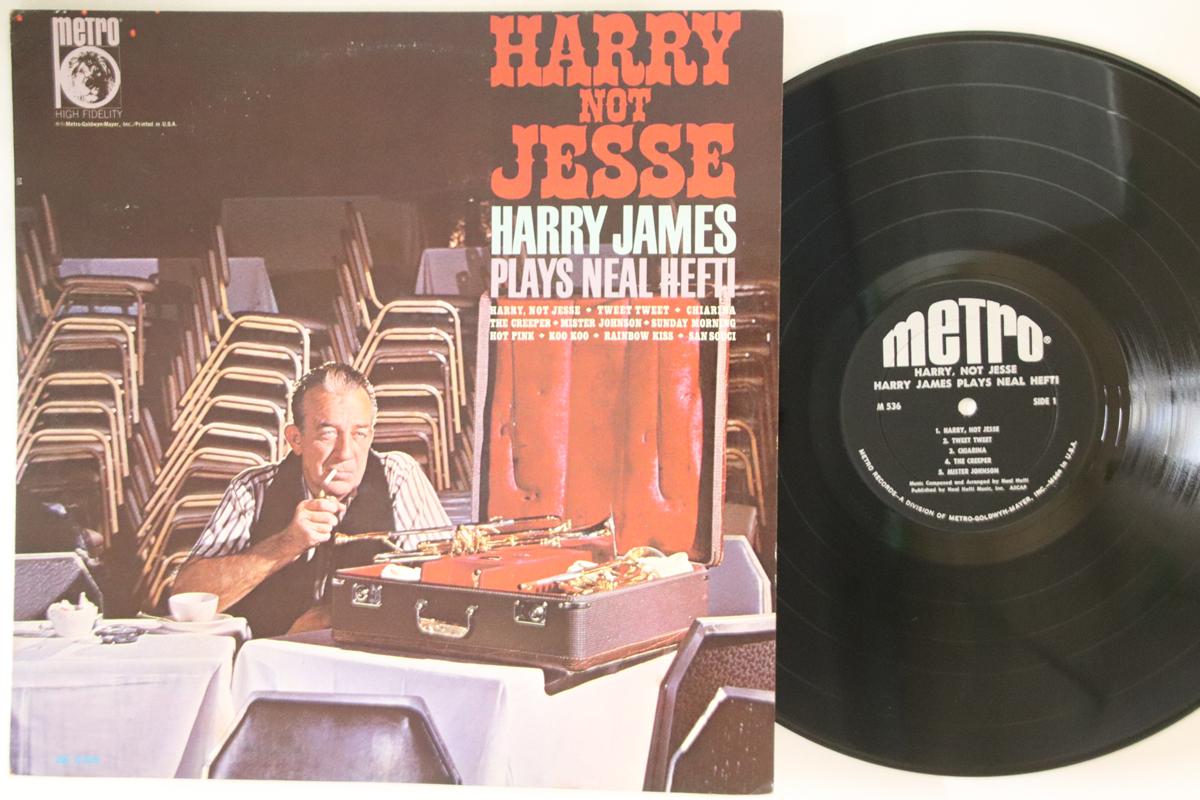 metro
HIGH FIDELITY
Metro-Goldwyn-Mayer, Inc./Printed in U.S.A.
HARRY
NOT
JESSE
HARRY JAMES
PLAYS NEAL HEFTI
HARRY, NOT JESSE • TWEET TWEET • CHIARINA
THE CREEPER • MISTER JOHNSON • SUNDAY MORNING
HOT PINK • KOO KOO • RAINBOW KISS • SAN SOUCI
metro®
HARRY, NOT JESSE
HARRY JAMES PLAYS NEAL HEFTI
M 536 SIDE 1
1. HARRY, NOT JESSE
2. TWEET TWEET
3. CHIARINA
4. THE CREEPER
5. MISTER JOHNSON
Music Composed and Arranged by Neal Hefti
Published by Neal Hefti Music, Inc. ASCAP
METRO RECORDS—A DIVISION OF METRO-GOLDWYN-MAYER, INC.—Made in U.S.A.